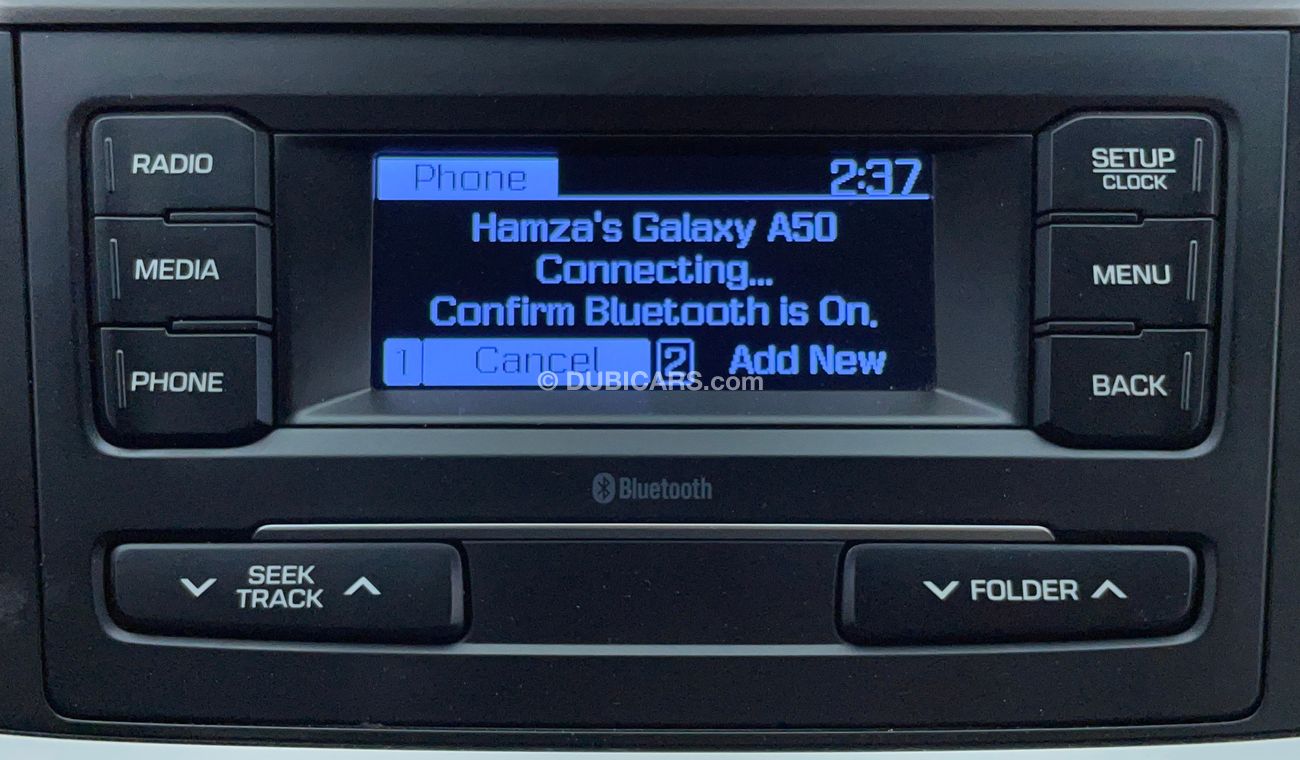 RADIO
MEDIA
PHONE
Phone 2:37
Hamza's Galaxy A50
Connecting...
Confirm Bluetooth is On.
1 Cancel 2 Add New
© DUBICARS.com
SETUP
CLOCK
MENU
BACK
Bluetooth
SEEK
TRACK
FOLDER